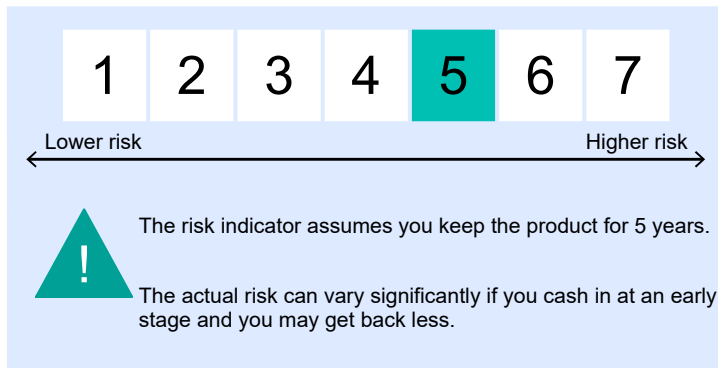 1 2 3 4 5 6 7
Lower risk Higher risk
!
The risk indicator assumes you keep the product for 5 years.
The actual risk can vary significantly if you cash in at an early
stage and you may get back less.